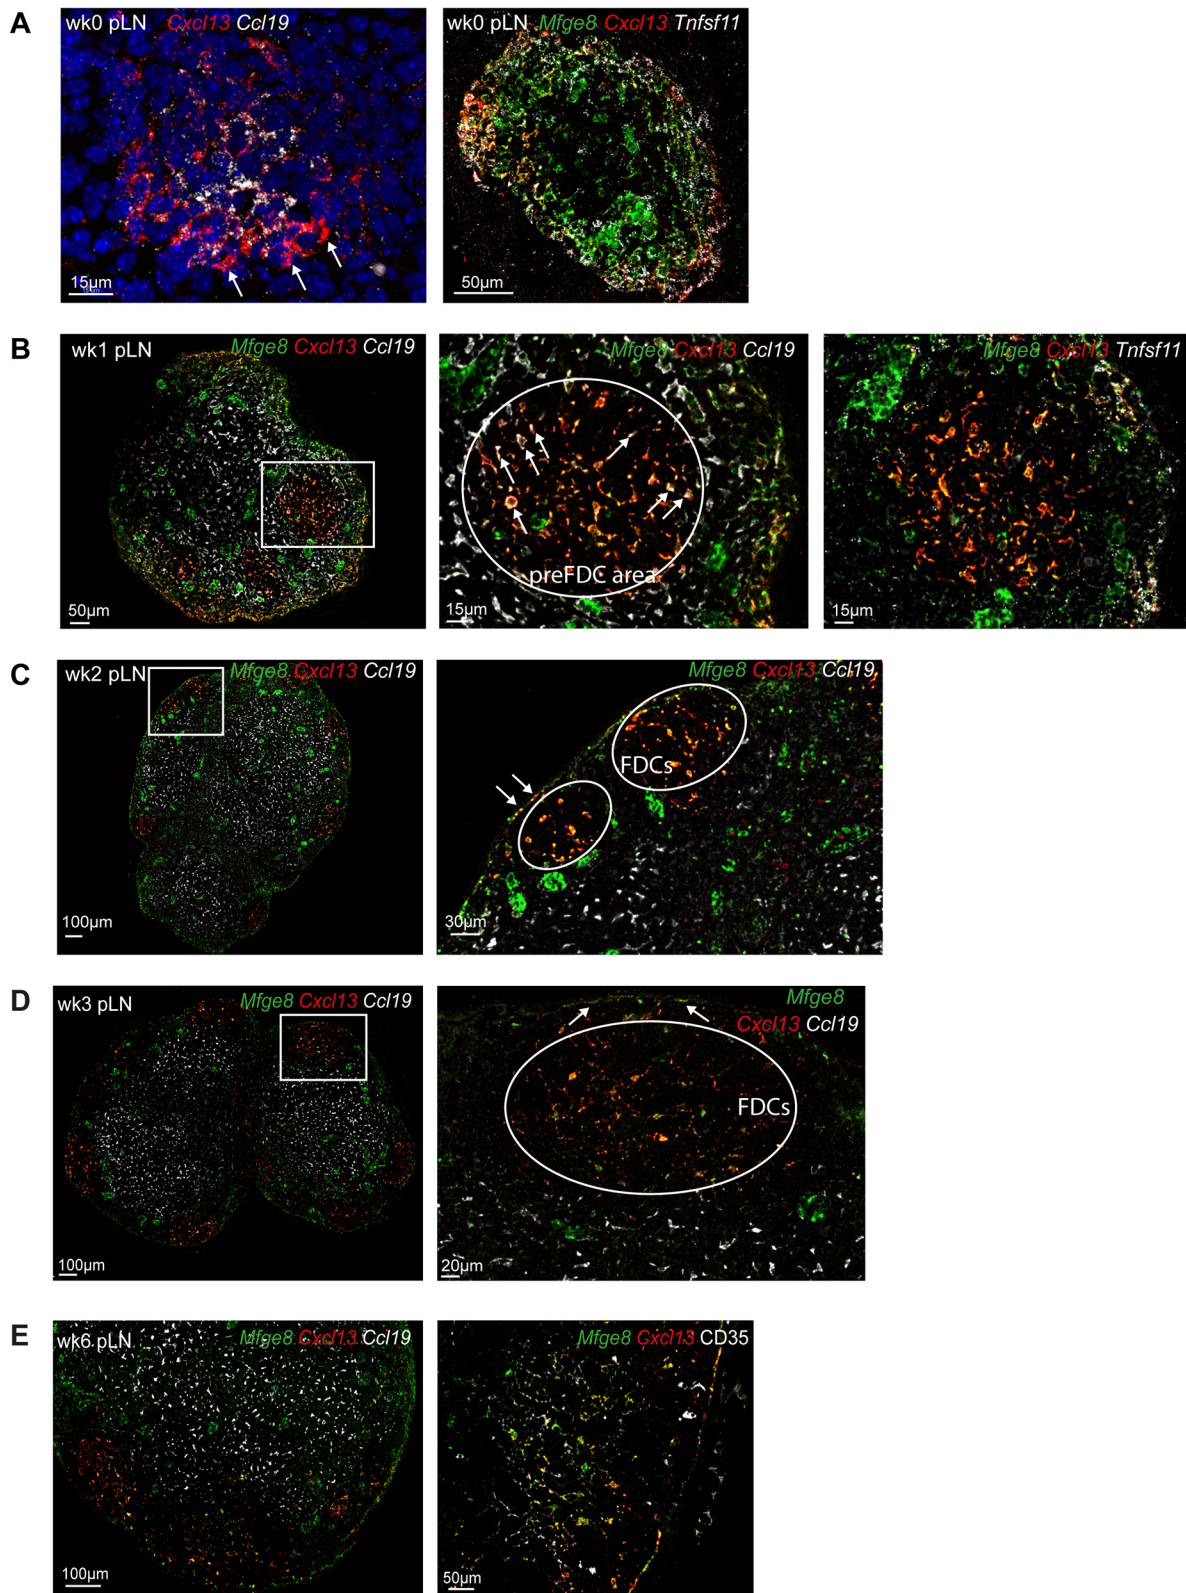 A
wk0 pLN Cxcl13 Ccl19
15µm
wk0 pLN Mfge8 Cxcl13 Tnfsf11
50µm
B
wk1 pLN
Mfge8 Cxcl13 Ccl19
50µm
Mfge8 Cxcl13 Ccl19
preFDC area
15µm
Mfge8 Cxcl13 Tnfsf11
15µm
C
wk2 pLN
Mfge8 Cxcl13 Ccl19
100µm
Mfge8 Cxcl13 Ccl19
FDCs
30µm
D
wk3 pLN
Mfge8 Cxcl13 Ccl19
100µm
Mfge8
Cxcl13 Ccl19
FDCs
20µm
E
wk6 pLN
Mfge8 Cxcl13 Ccl19
100µm
Mfge8 Cxcl13 CD35
50µm